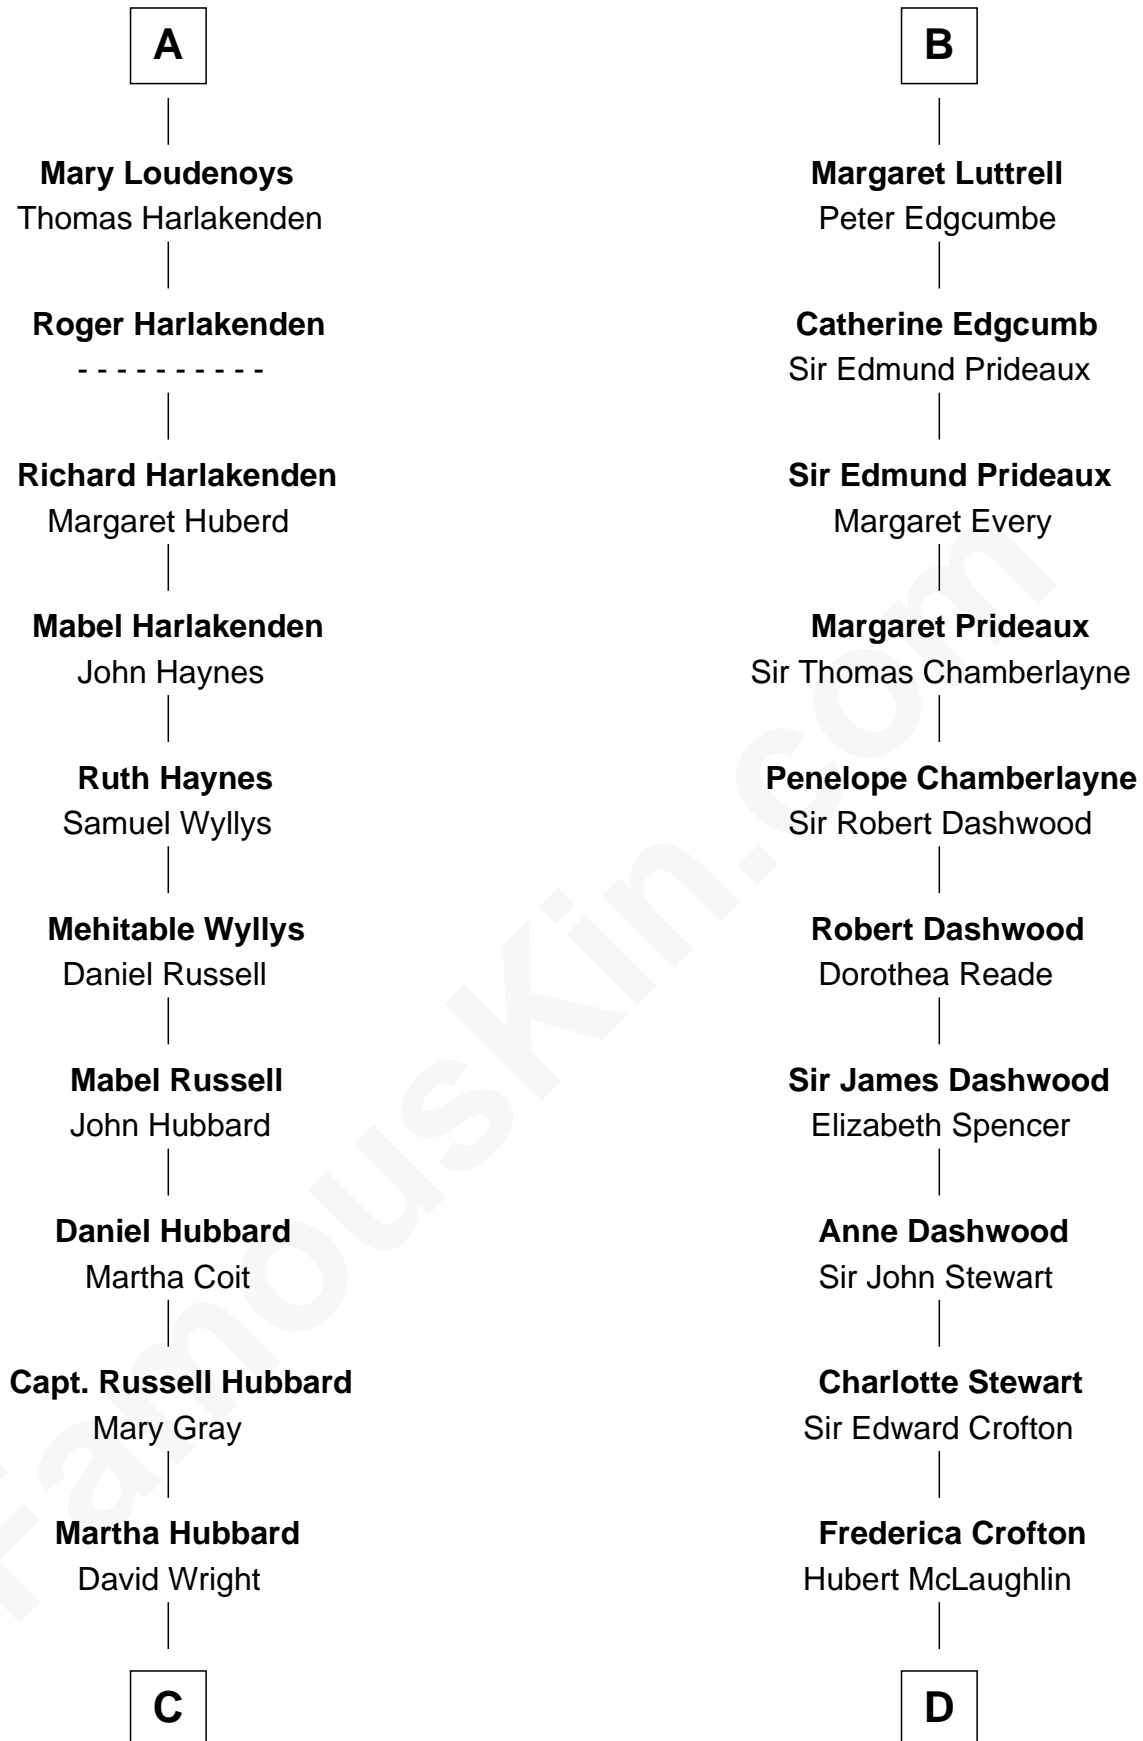 A
Mary Loudenoys
Thomas Harlakenden
Roger Harlakenden
- - - - - - - - - -
Richard Harlakenden
Margaret Huberd
Mabel Harlakenden
John Haynes
Ruth Haynes
Samuel Wyllys
Mehitable Wyllys
Daniel Russell
Mabel Russell
John Hubbard
Daniel Hubbard
Martha Coit
Capt. Russell Hubbard
Mary Gray
Martha Hubbard
David Wright
C
B
Margaret Luttrell
Peter Edgcumbe
Catherine Edgcumb
Sir Edmund Prideaux
Sir Edmund Prideaux
Margaret Every
Margaret Prideaux
Sir Thomas Chamberlayne
Penelope Chamberlayne
Sir Robert Dashwood
Robert Dashwood
Dorothea Reade
Sir James Dashwood
Elizabeth Spencer
Anne Dashwood
Sir John Stewart
Charlotte Stewart
Sir Edward Crofton
Frederica Crofton
Hubert McLaughlin
D
FamousKin.com